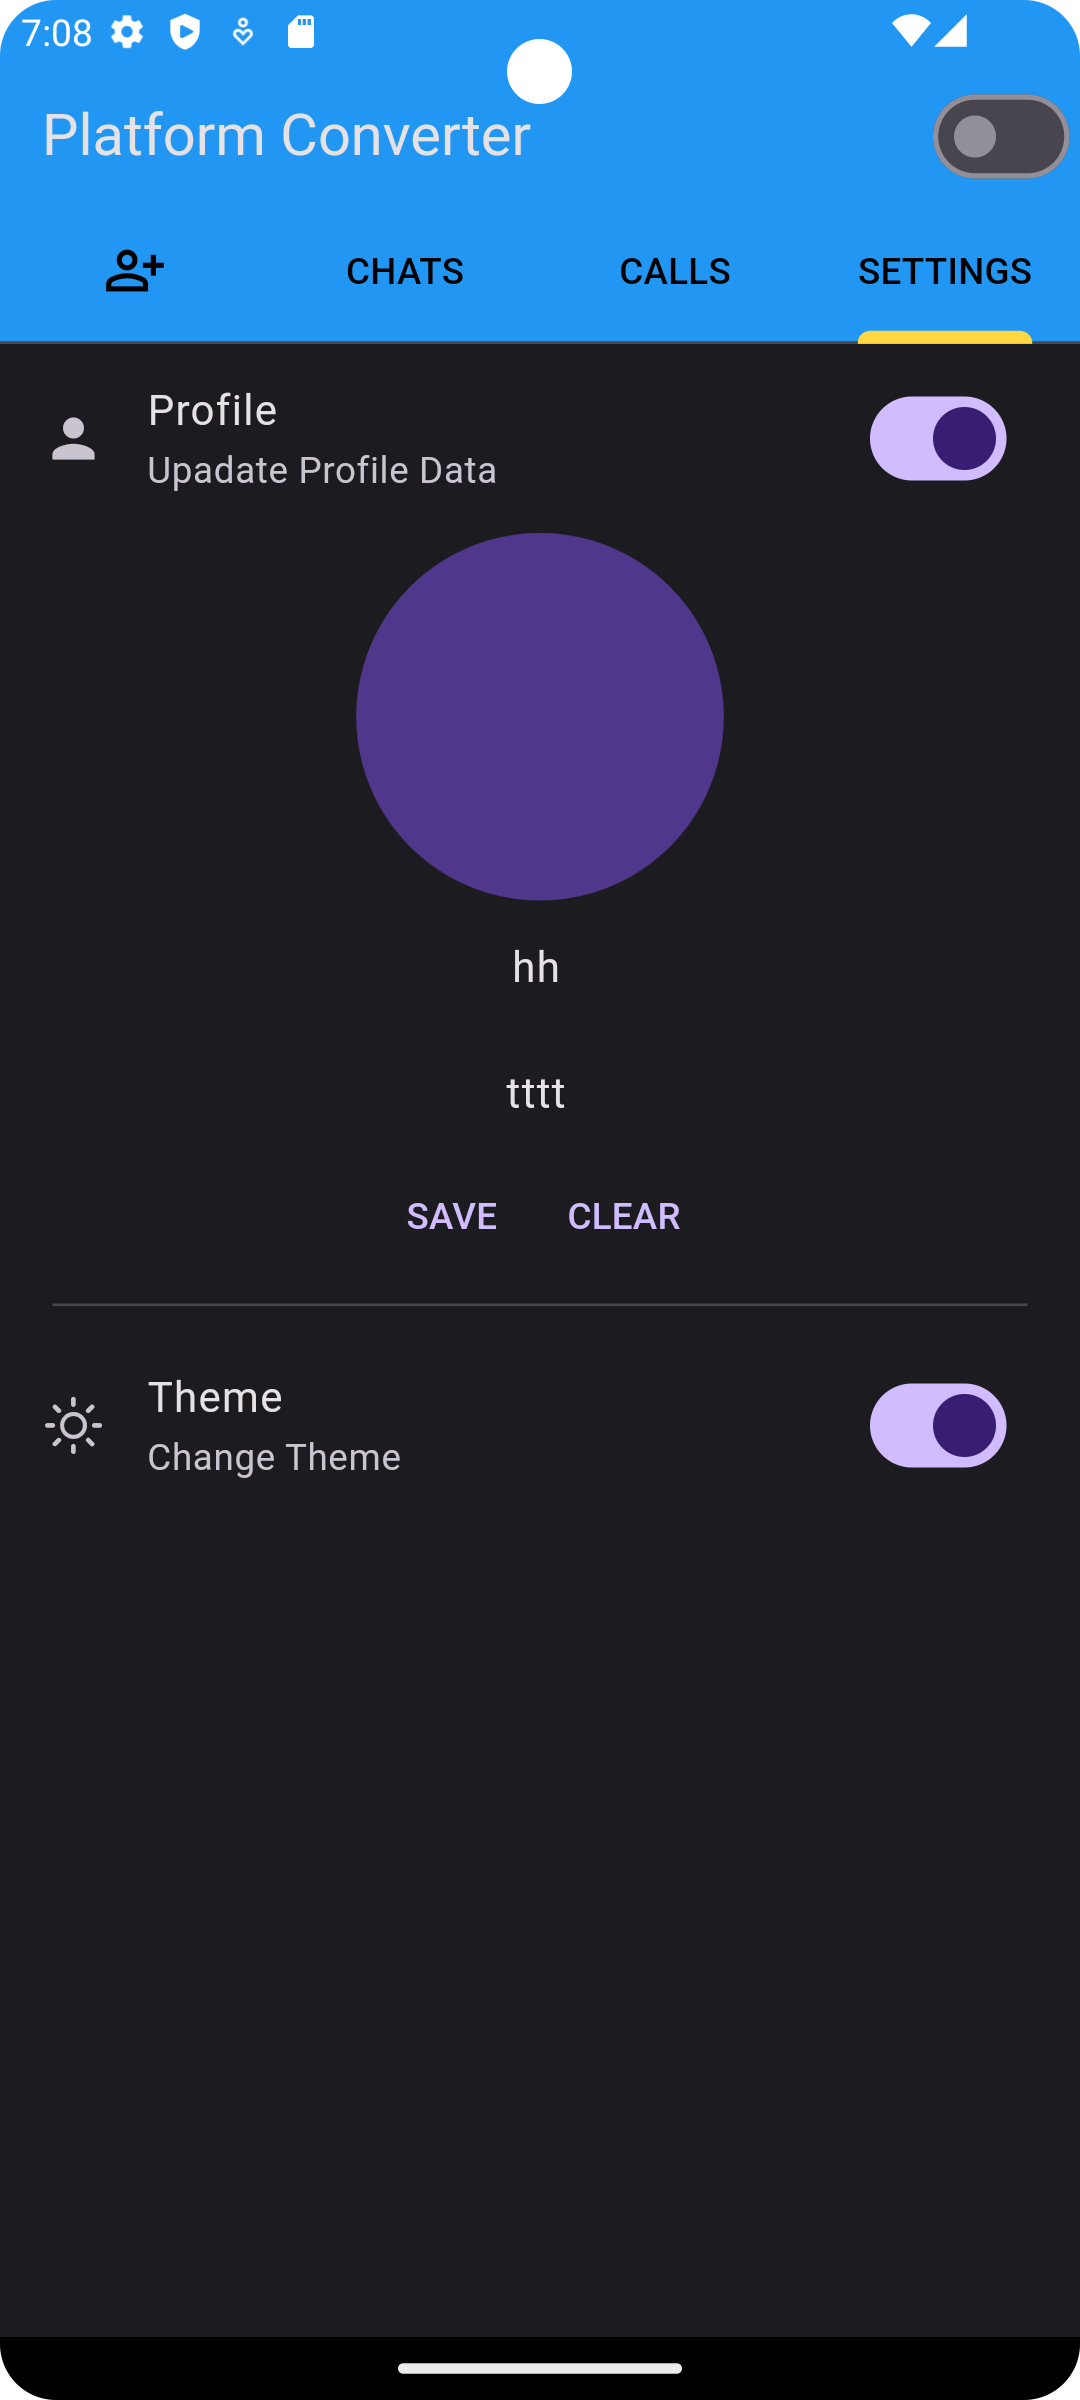 7:08
Platform Converter
CHATS
CALLS
SETTINGS
Profile
Upadate Profile Data
hh
tttt
SAVE
CLEAR
Theme
Change Theme